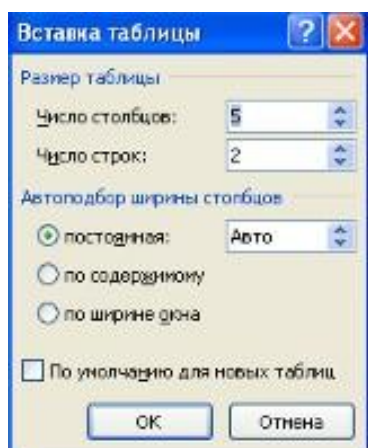 Вставка таблицы
Размер таблицы
Число столбцов: 5
Число строк: 2
Автоподбор ширины столбцов
постоянная: Авто
по содержимому
по ширине окна
По умолчанию для новых таблиц
ОК Отмена